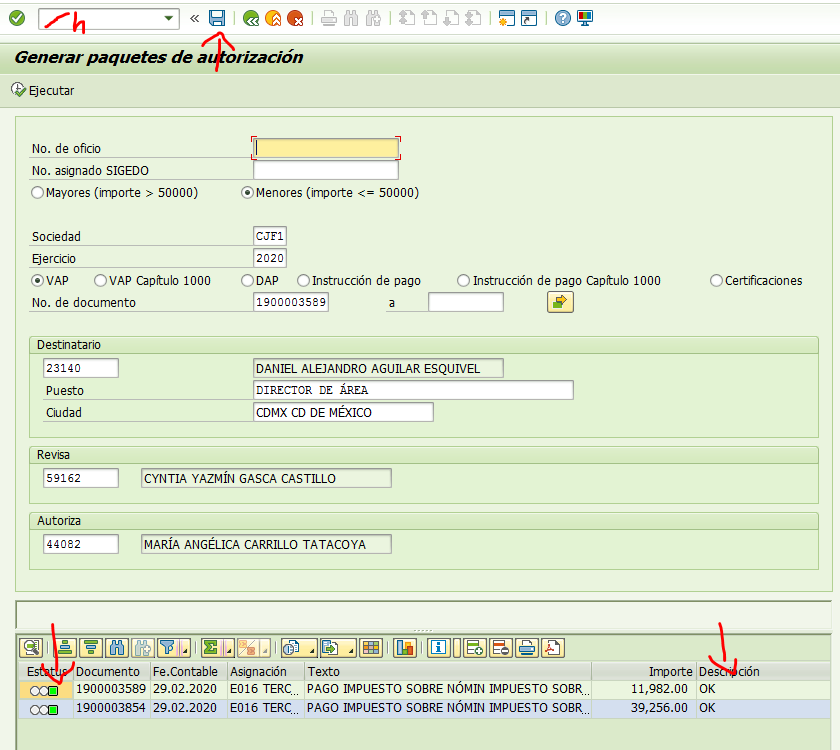 /h
Generar paquetes de autorización
Ejecutar
No. de oficio
No. asignado SIGEDO
Mayores (importe > 50000) Menores (importe <= 50000)
Sociedad CJF1
Ejercicio 2020
VAP VAP Capítulo 1000 DAP Instrucción de pago Instrucción de pago Capítulo 1000 Certificaciones
No. de documento 1900003589 a
Destinatario
23140 DANIEL ALEJANDRO AGUILAR ESQUIVEL
Puesto DIRECTOR DE ÁREA
Ciudad CDMX CD DE MÉXICO
Revisa
59162 CYNTIA YAZMÍN GASCA CASTILLO
Autoriza
44082 MARÍA ANGÉLICA CARRILLO TATACOYA
Estatus Documento Fe.Contable Asignación Texto Importe Descripción
1900003589 29.02.2020 E016 TERC... PAGO IMPUESTO SOBRE NÓMIN IMPUESTO SOBR... 11,982.00 OK
1900003854 29.02.2020 E016 TERC... PAGO IMPUESTO SOBRE NÓMIN IMPUESTO SOBR... 39,256.00 OK